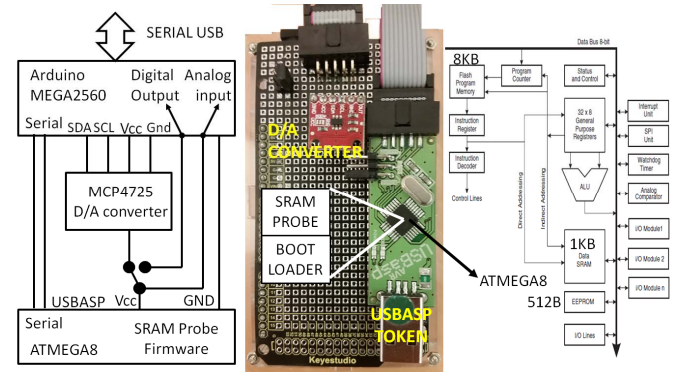 SERIAL USB
Arduino
MEGA2560
Digital
Output
Analog
input
Serial SDA SCL Vcc Gnd
MCP4725
D/A converter
USBASP Vcc GND
Serial
ATMEGA8
SRAM Probe
Firmware
D/A
CONVERTER
SRAM
PROBE
BOOT
LOADER
USBasp
AVR
ATMEGA8
USBASP
TOKEN
Keyestudio
Data Bus 8-bit
8KB
Flash
Program
Memory
Program
Counter
Status
and Control
Instruction
Register
32 x 8
General
Purpose
Registrers
Interrupt
Unit
SPI
Unit
Instruction
Decoder
Watchdog
Timer
Control Lines
Direct Addressing
Indirect Addressing
ALU
Analog
Comparator
1KB
Data
SRAM
I/O Module1
I/O Module 2
512B
EEPROM
I/O Module n
I/O Lines